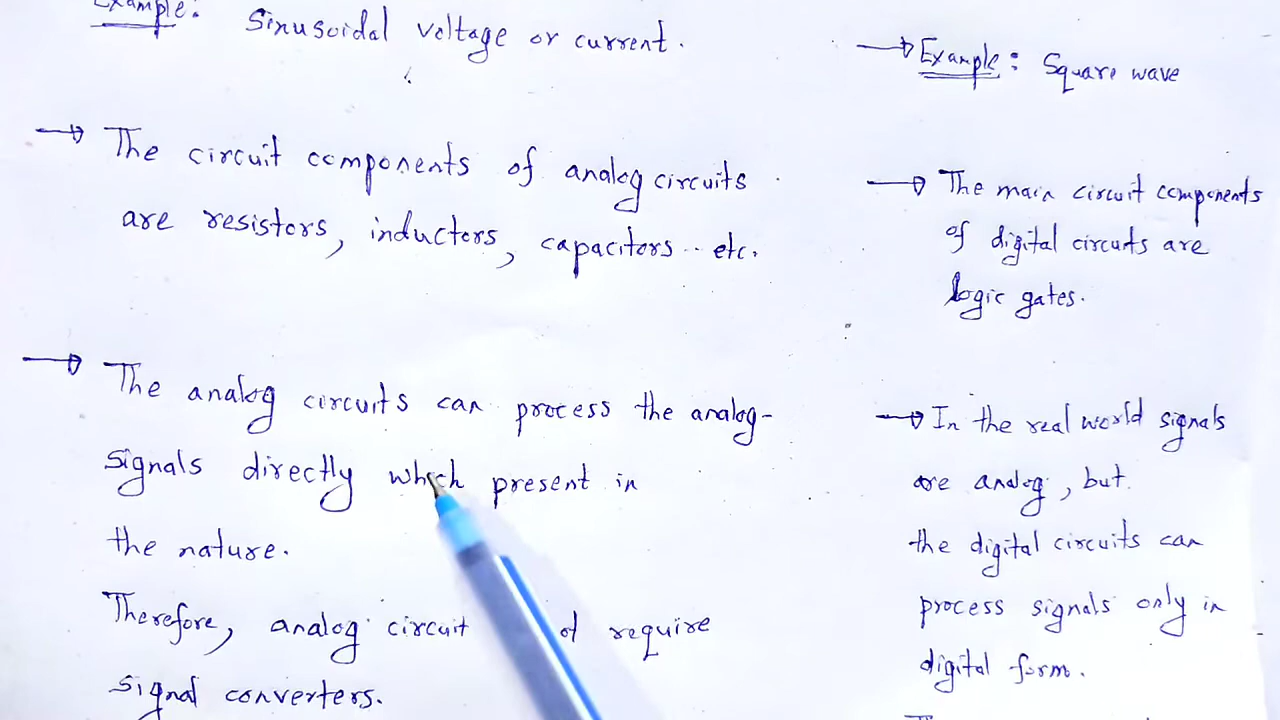 Example: Sinusoidal voltage or current.
→ The circuit components of analog circuits
are resistors, inductors, capacitors .. etc.
→ The analog circuits can process the analog-
signals directly which present in
the nature.
Therefore, analog circuit require
signal converters.
→ Example: Square wave
→ The main circuit components
of digital circuits are
logic gates.
→ In the real world signals
are analog, but
the digital circuits can
process signals only in
digital form.